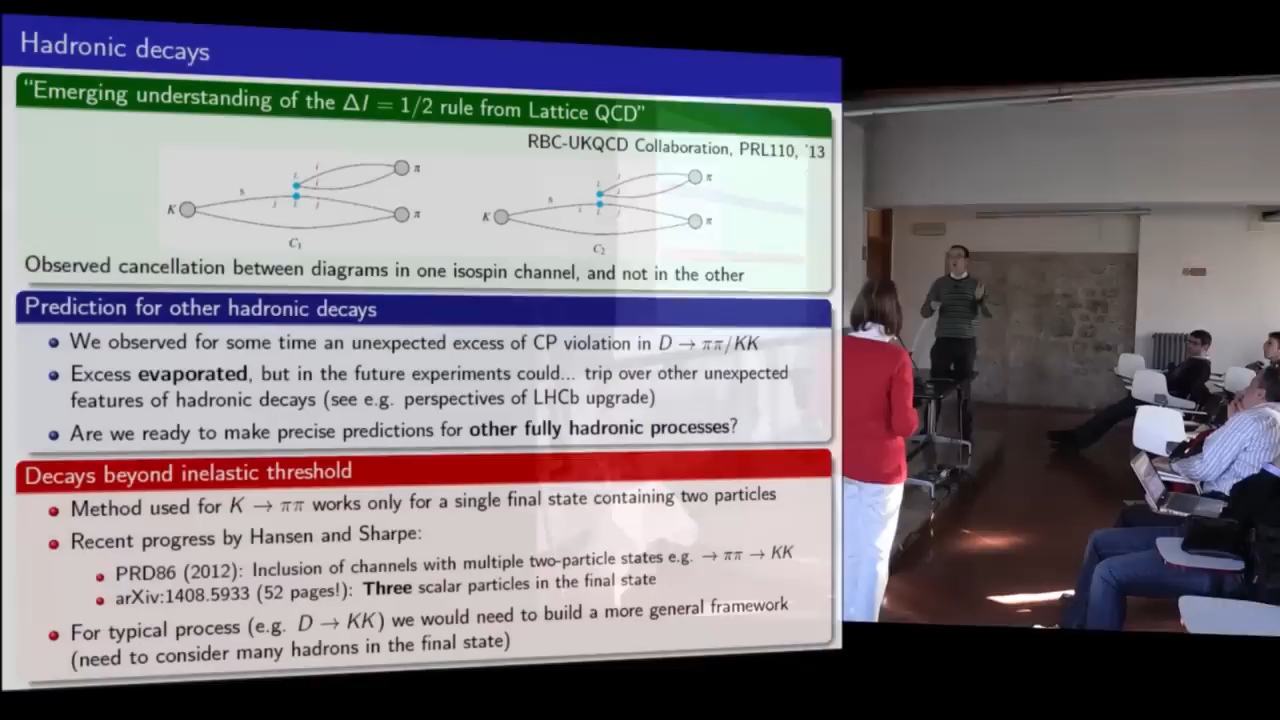 Hadronic decays
"Emerging understanding of the ΔI = 1/2 rule from Lattice QCD"
RBC-UKQCD Collaboration, PRL110, '13
K s π π C₁
K s π π C₂
Observed cancellation between diagrams in one isospin channel, and not in the other
Prediction for other hadronic decays
We observed for some time an unexpected excess of CP violation in D → ππ/KK
Excess evaporated, but in the future experiments could... trip over other unexpected
features of hadronic decays (see e.g. perspectives of LHCb upgrade)
Are we ready to make precise predictions for other fully hadronic processes?
Decays beyond inelastic threshold
Method used for K → ππ works only for a single final state containing two particles
Recent progress by Hansen and Sharpe:
PRD86 (2012): Inclusion of channels with multiple two-particle states e.g. → ππ → KK
arXiv:1408.5933 (52 pages!): Three scalar particles in the final state
For typical process (e.g. D → KK) we would need to build a more general framework
(need to consider many hadrons in the final state)